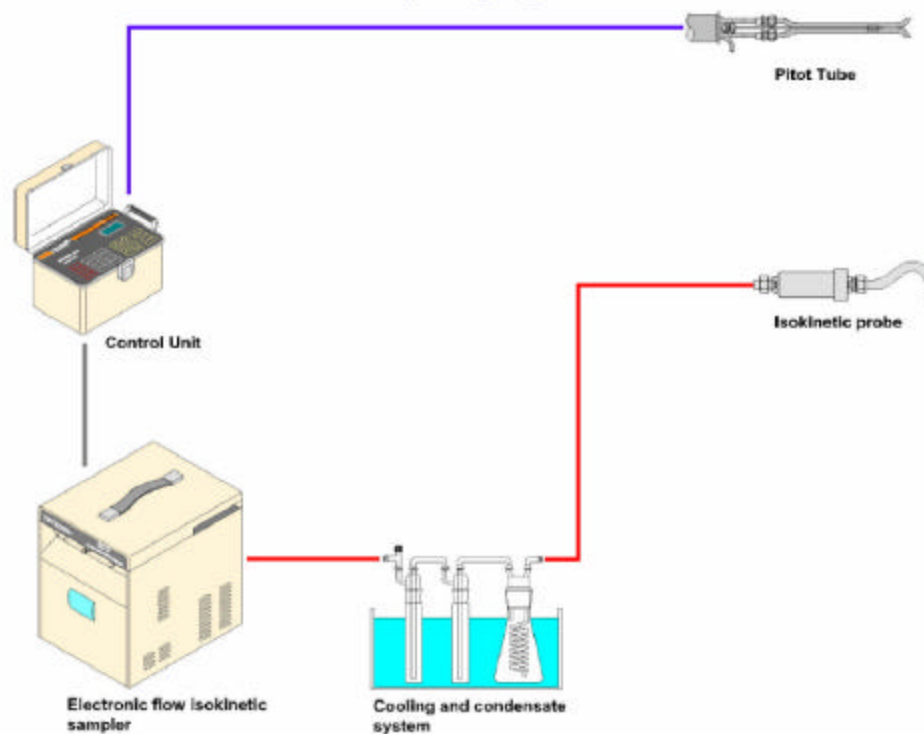 Pitot Tube
Isokinetic probe
Control Unit
Electronic flow isokinetic
sampler
Cooling and condensate
system